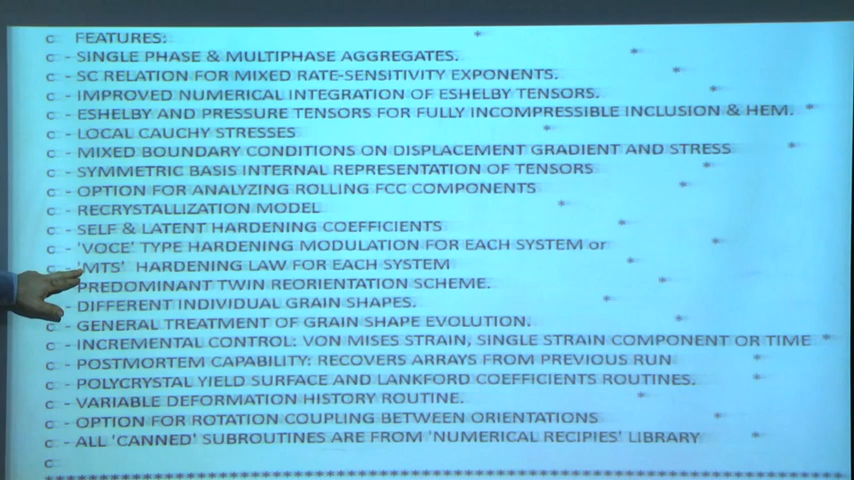 c FEATURES: *
c - SINGLE PHASE & MULTIPHASE AGGREGATES. *
c - SC RELATION FOR MIXED RATE-SENSITIVITY EXPONENTS. *
c - IMPROVED NUMERICAL INTEGRATION OF ESHELBY TENSORS. *
c - ESHELBY AND PRESSURE TENSORS FOR FULLY INCOMPRESSIBLE INCLUSION & HEM. *
c - LOCAL CAUCHY STRESSES *
c - MIXED BOUNDARY CONDITIONS ON DISPLACEMENT GRADIENT AND STRESS *
c - SYMMETRIC BASIS INTERNAL REPRESENTATION OF TENSORS *
c - OPTION FOR ANALYZING ROLLING FCC COMPONENTS *
c - RECRYSTALLIZATION MODEL *
c - SELF & LATENT HARDENING COEFFICIENTS *
c - 'VOCE' TYPE HARDENING MODULATION FOR EACH SYSTEM or *
c - 'MTS' HARDENING LAW FOR EACH SYSTEM *
PREDOMINANT TWIN REORIENTATION SCHEME. *
- DIFFERENT INDIVIDUAL GRAIN SHAPES. *
c - GENERAL TREATMENT OF GRAIN SHAPE EVOLUTION. *
c - INCREMENTAL CONTROL: VON MISES STRAIN, SINGLE STRAIN COMPONENT OR TIME *
c - POSTMORTEM CAPABILITY: RECOVERS ARRAYS FROM PREVIOUS RUN *
c - POLYCRYSTAL YIELD SURFACE AND LANKFORD COEFFICIENTS ROUTINES. *
c - VARIABLE DEFORMATION HISTORY ROUTINE. *
c - OPTION FOR ROTATION COUPLING BETWEEN ORIENTATIONS *
c - ALL 'CANNED' SUBROUTINES ARE FROM 'NUMERICAL RECIPIES' LIBRARY *
c